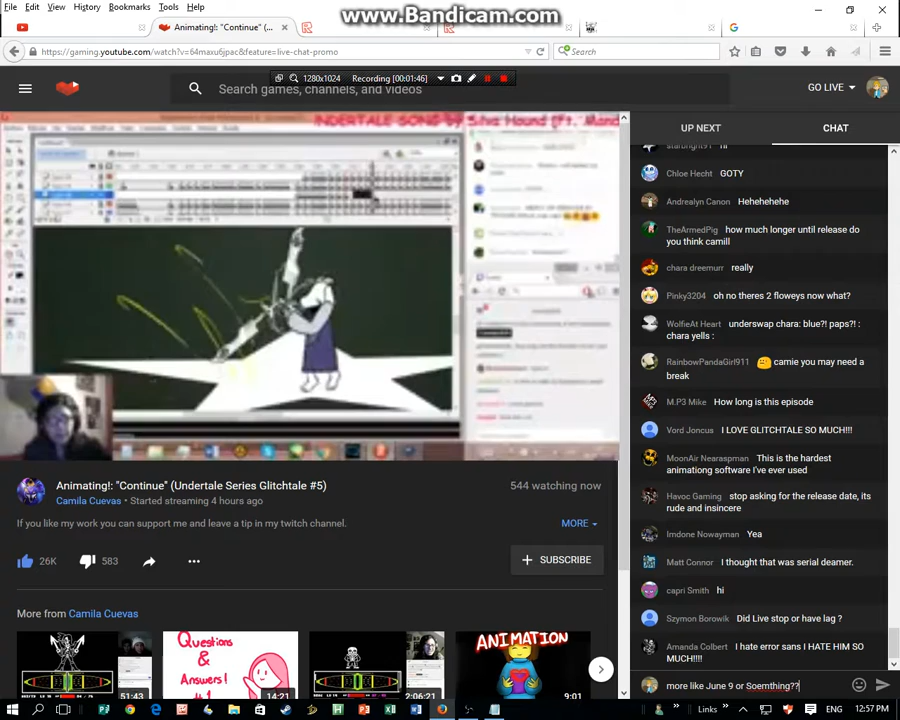 File Edit View History Bookmarks Tools Help
www.Bandicam.com
Animating!: "Continue" (
https://gaming.youtube.com/watch?v=64maxu6jpac&feature=live-chat-promo
Search
1280x1024 Recording [00:01:46]
Search games, channels, and videos
GO LIVE
UP NEXT
CHAT
INDERTALE SONG
Silva Hound (Ft.
starlight91 hi
Chloe Hecht GOTY
Andrealyn Canon Hehehehehe
TheArmedPig how much longer until release do
you think camill
chara dreemurr really
Pinky3204 oh no theres 2 floweys now what?
WolfieAt Heart underswap chara: blue?! paps?! :
chara yells :
RainbowPandaGirl911 camie you may need a
break
M.P3 Mike How long is this episode
Vord Joncus I LOVE GLITCHTALE SO MUCH!!!
MoonAir Nearaspman This is the hardest
animationg software I've ever used
Havoc Gaming stop asking for the release date, its
rude and insincere
Imdone Nowayman Yea
Matt Connor I thought that was serial deamer.
capri Smith hi
Szymon Borowik Did Live stop or have lag ?
Amanda Colbert I hate error sans I HATE HIM SO
MUCH!!!!
more like June 9 or Soemthing??
Animating!: "Continue" (Undertale Series Glitchtale #5)
544 watching now
Camila Cuevas • Started streaming 4 hours ago
If you like my work you can support me and leave a tip in my twitch channel.
MORE
26K
583
SUBSCRIBE
More from Camila Cuevas
51:43
Questions
&
Answers!
#1
14:21
2:06:21
ANIMATION
9:01
Links
ENG
12:57 PM